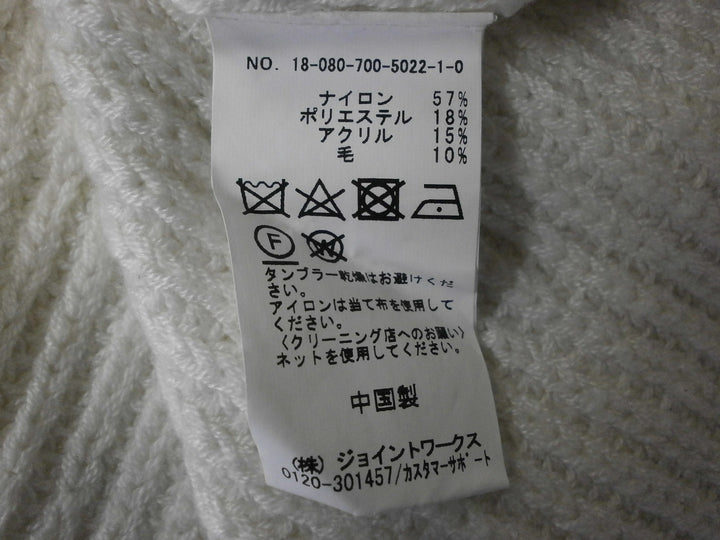 NO. 18-080-700-5022-1-0
ナイロン 57%
ポリエステル 18%
アクリル 15%
毛 10%
F
W
タンブラー乾燥はお避けくだ
さい。
アイロンは当て布を使用して
ください。
〈クリーニング店へのお願い〉
ネットを使用してください。
中国製
(株) ジョイントワークス
0120-301457/カスタマーサポート